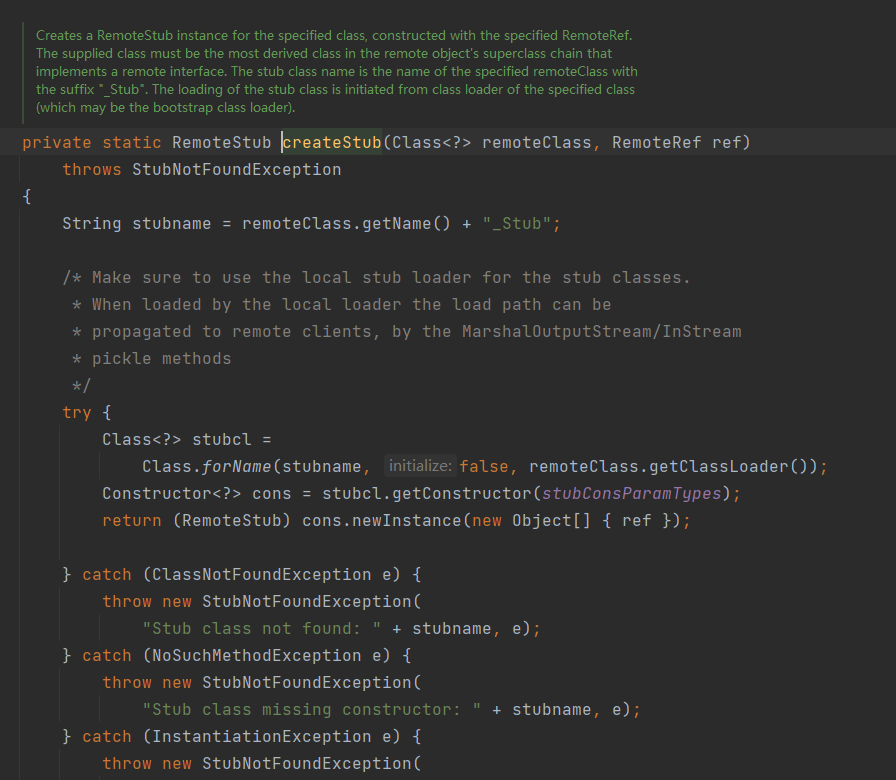 Creates a RemoteStub instance for the specified class, constructed with the specified RemoteRef.
The supplied class must be the most derived class in the remote object's superclass chain that
implements a remote interface. The stub class name is the name of the specified remoteClass with
the suffix "_Stub". The loading of the stub class is initiated from class loader of the specified class
(which may be the bootstrap class loader).
private static RemoteStub createStub(Class<?> remoteClass, RemoteRef ref)
    throws StubNotFoundException
{
    String stubname = remoteClass.getName() + "_Stub";

    /* Make sure to use the local stub loader for the stub classes.
     * When loaded by the local loader the load path can be
     * propagated to remote clients, by the MarshalOutputStream/InStream
     * pickle methods
     */
    try {
        Class<?> stubcl =
            Class.forName(stubname, initialize: false, remoteClass.getClassLoader());
        Constructor<?> cons = stubcl.getConstructor(stubConsParamTypes);
        return (RemoteStub) cons.newInstance(new Object[] { ref });

    } catch (ClassNotFoundException e) {
        throw new StubNotFoundException(
            "Stub class not found: " + stubname, e);
    } catch (NoSuchMethodException e) {
        throw new StubNotFoundException(
            "Stub class missing constructor: " + stubname, e);
    } catch (InstantiationException e) {
        throw new StubNotFoundException(